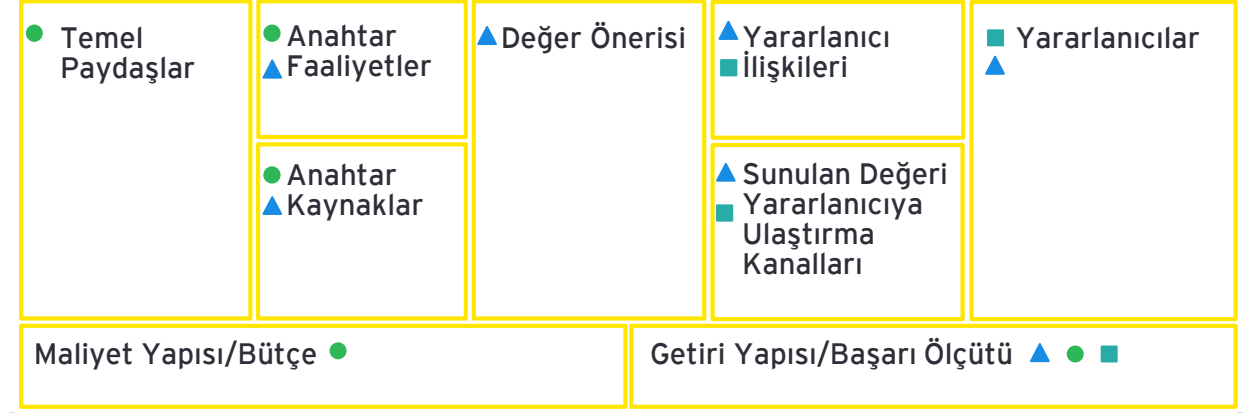 Temel
Paydaşlar
Anahtar
Faaliyetler
Anahtar
Kaynaklar
Değer Önerisi
Yararlanıcı
İlişkileri
Sunulan Değeri
Yararlanıcıya
Ulaştırma
Kanalları
Yararlanıcılar
Maliyet Yapısı/Bütçe
Getiri Yapısı/Başarı Ölçütü